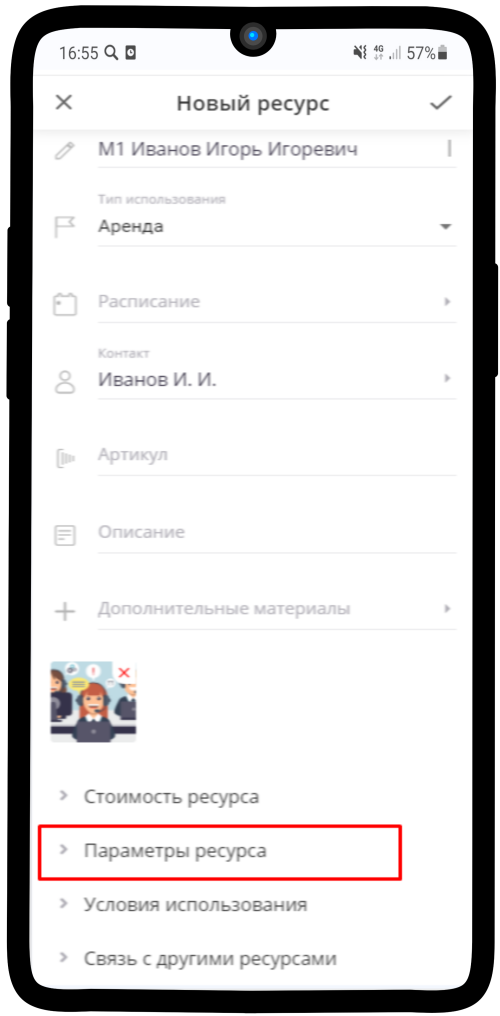 16:55 4G 57%
Новый ресурс
М1 Иванов Игорь Игоревич
Тип использования
Аренда
Расписание
Контакт
Иванов И. И.
Артикул
Описание
Дополнительные материалы
Стоимость ресурса
Параметры ресурса
Условия использования
Связь с другими ресурсами